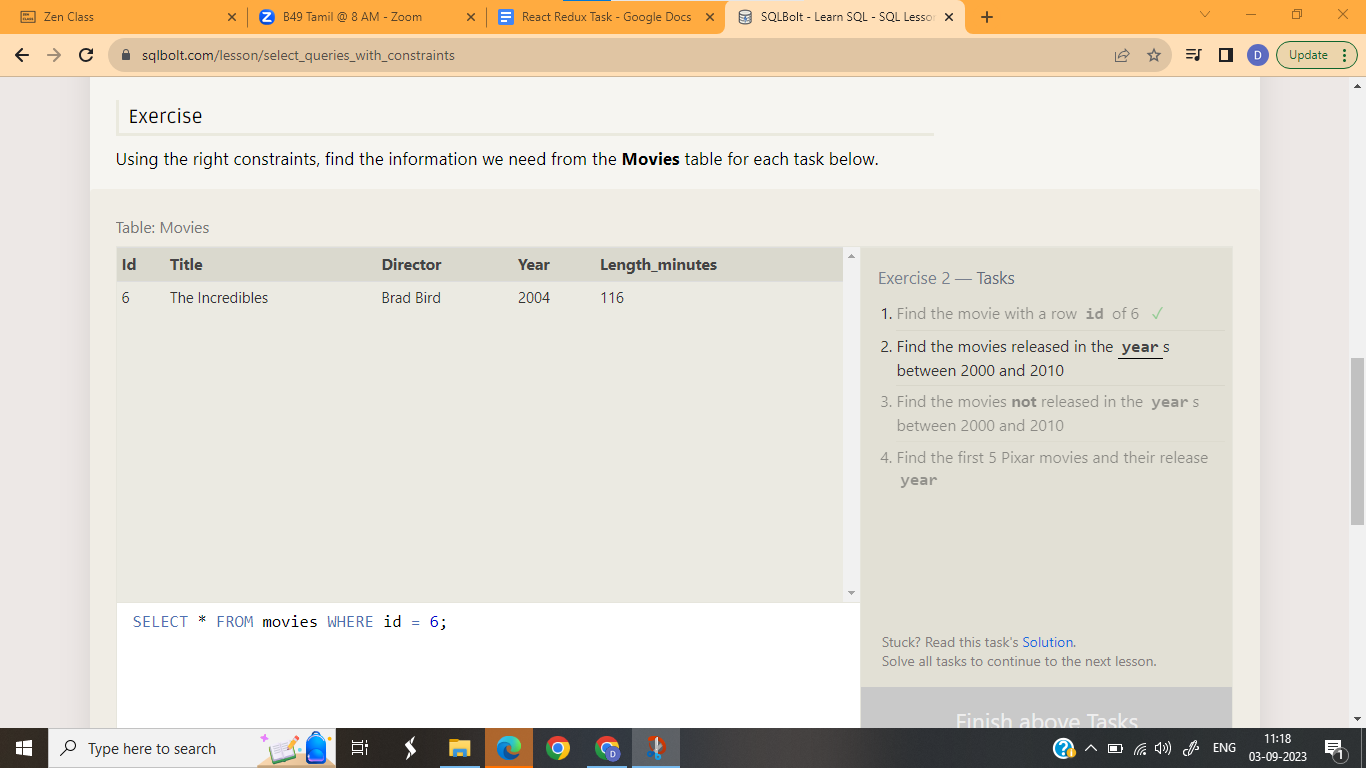 Zen Class
B49 Tamil @ 8 AM - Zoom
React Redux Task - Google Docs
SQLBolt - Learn SQL - SQL Lesso
sqlbolt.com/lesson/select_queries_with_constraints
D
Update
Exercise
Using the right constraints, find the information we need from the Movies table for each task below.
Table: Movies
Id Title Director Year Length_minutes
6 The Incredibles Brad Bird 2004 116
Exercise 2 — Tasks
1. Find the movie with a row id of 6 ✓
2. Find the movies released in the year s
between 2000 and 2010
3. Find the movies not released in the year s
between 2000 and 2010
4. Find the first 5 Pixar movies and their release
year
SELECT * FROM movies WHERE id = 6;
Stuck? Read this task's Solution.
Solve all tasks to continue to the next lesson.
Finish above Tasks
Type here to search
D
ENG
11:18
03-09-2023
1